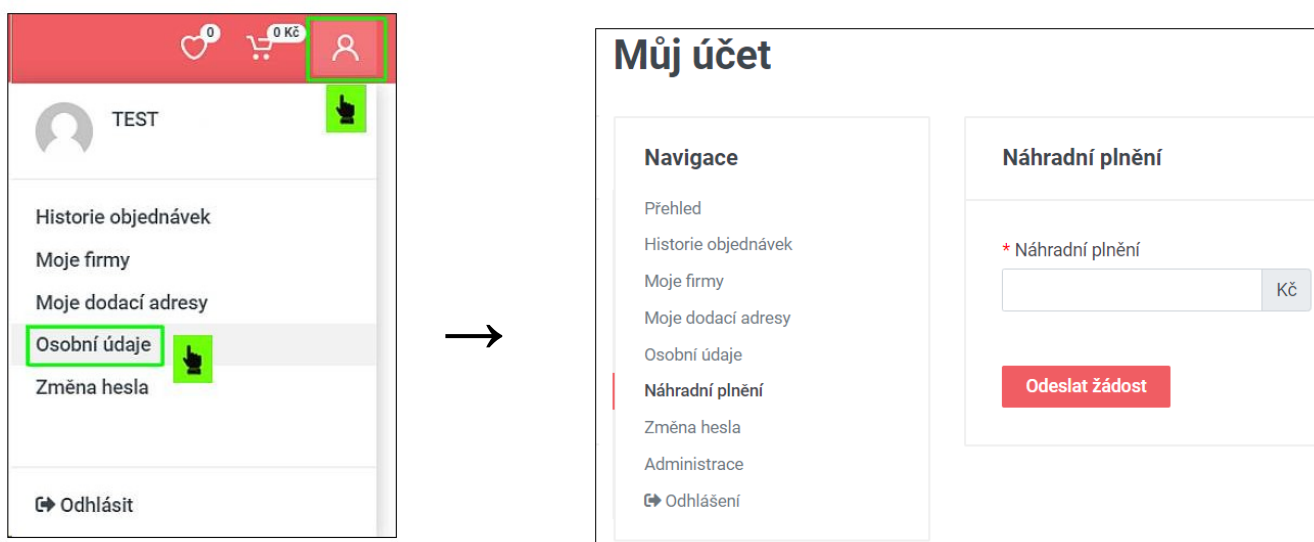 0
0 Kč
TEST
Historie objednávek
Moje firmy
Moje dodací adresy
Osobní údaje
Změna hesla
Odhlásit
→
Můj účet
Navigace
Přehled
Historie objednávek
Moje firmy
Moje dodací adresy
Osobní údaje
Náhradní plnění
Změna hesla
Administrace
Odhlášení
Náhradní plnění
* Náhradní plnění
Kč
Odeslat žádost